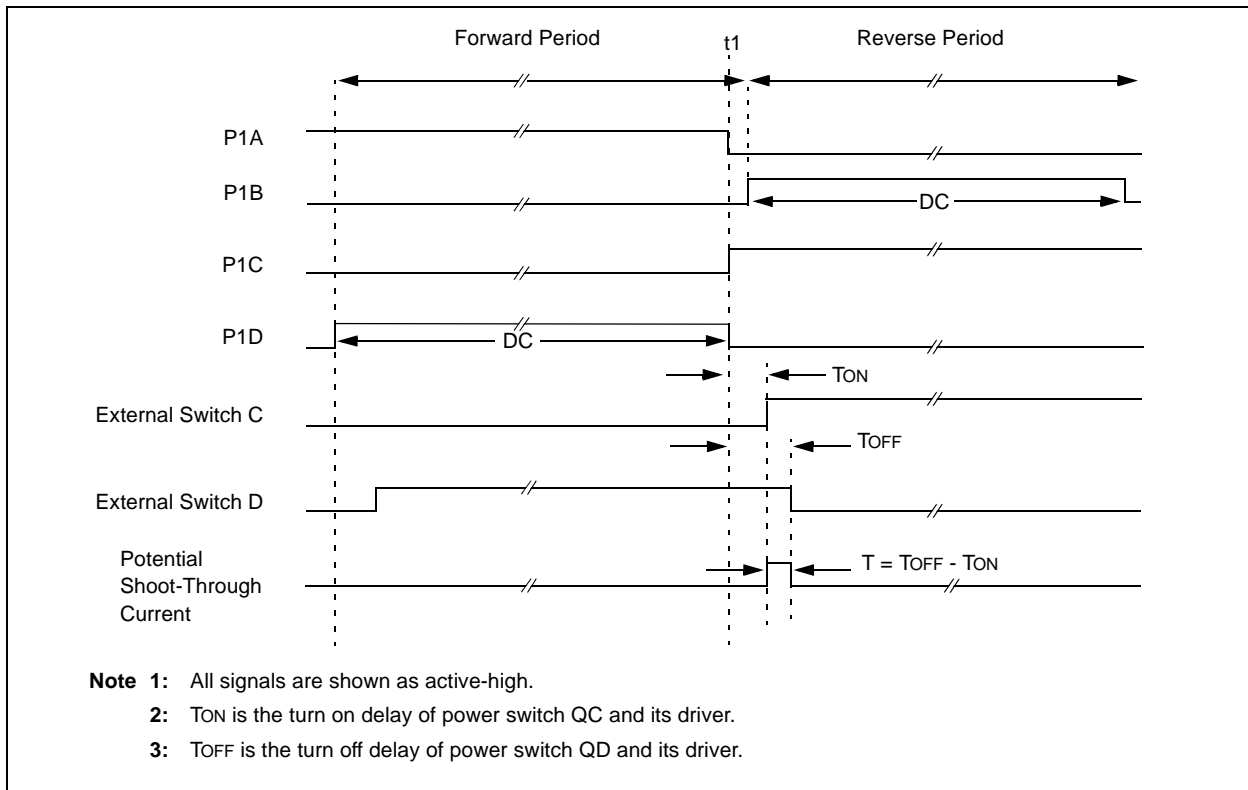 Forward Period t1 Reverse Period
P1A
P1B
DC
P1C
P1D
DC
TON
External Switch C
TOFF
External Switch D
Potential
Shoot-Through
Current
T = TOFF - TON
Note 1: All signals are shown as active-high.
2: TON is the turn on delay of power switch QC and its driver.
3: TOFF is the turn off delay of power switch QD and its driver.